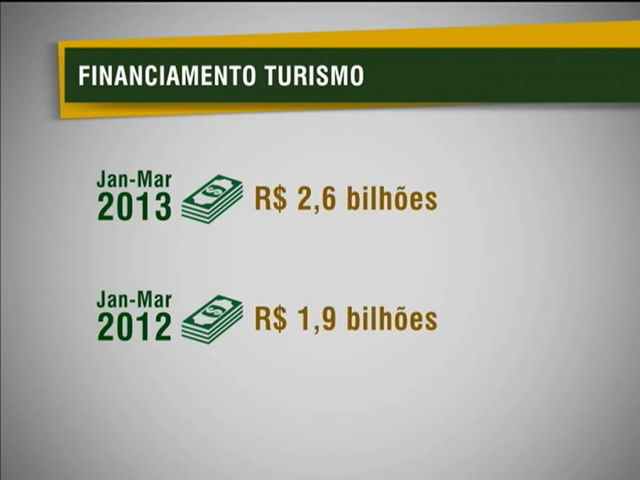 FINANCIAMENTO TURISMO
Jan-Mar
2013
R$ 2,6 bilhões
Jan-Mar
2012
R$ 1,9 bilhões